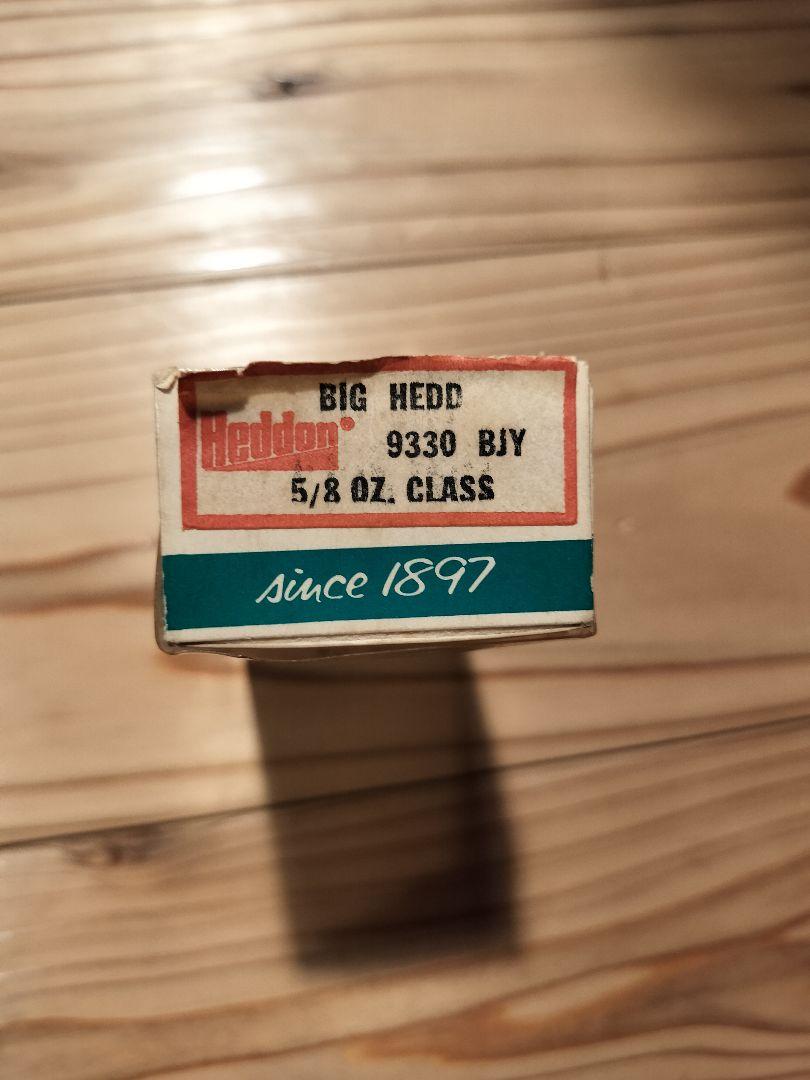 BIG HEDD
Heddon
9330 BJY
5/8 OZ. CLASS
since 1897